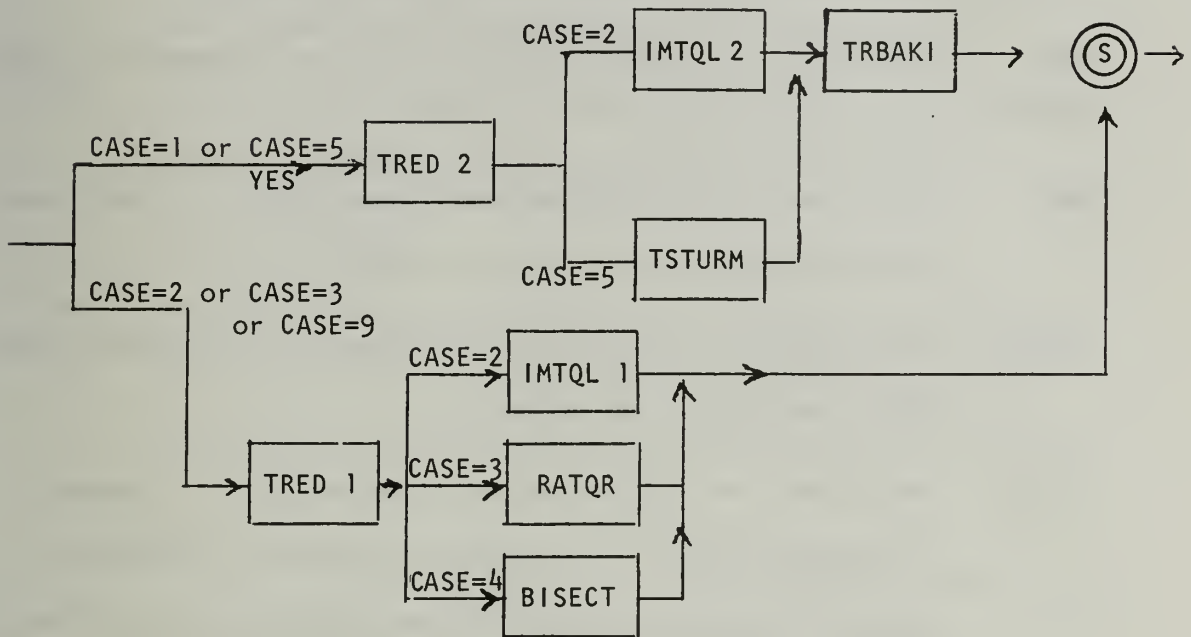 CASE=2
IMTQL 2
TRBAK1
S
CASE=1 or CASE=5
YES
TRED 2
CASE=5
TSTURM
CASE=2 or CASE=3
or CASE=9
CASE=2
IMTQL 1
TRED 1
CASE=3
RATQR
CASE=4
BISECT